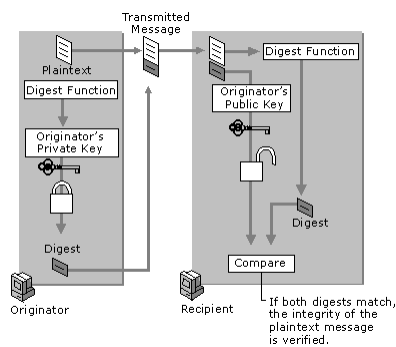 Transmitted
Message
Plaintext
Digest Function
Originator's
Private Key
Digest
Originator
Digest Function
Originator's
Public Key
Digest
Compare
Recipient
If both digests match,
the integrity of the
plaintext message
is verified.